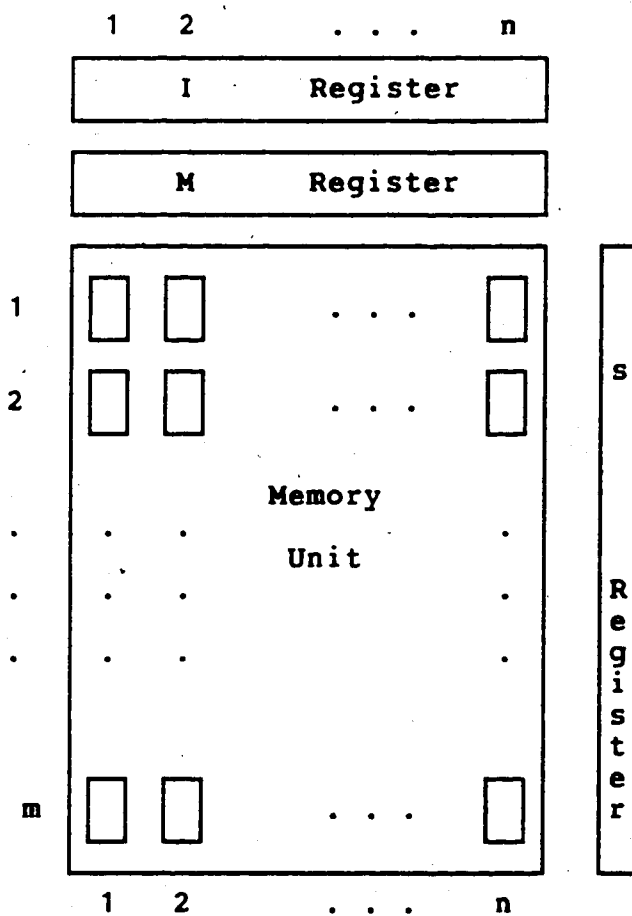 1 2 . . . n
I Register
M Register
1 . . .
2 . . .
Memory
Unit
. . . .
. . . .
. . . .
m . . .
1 2 . . . n
s
Register